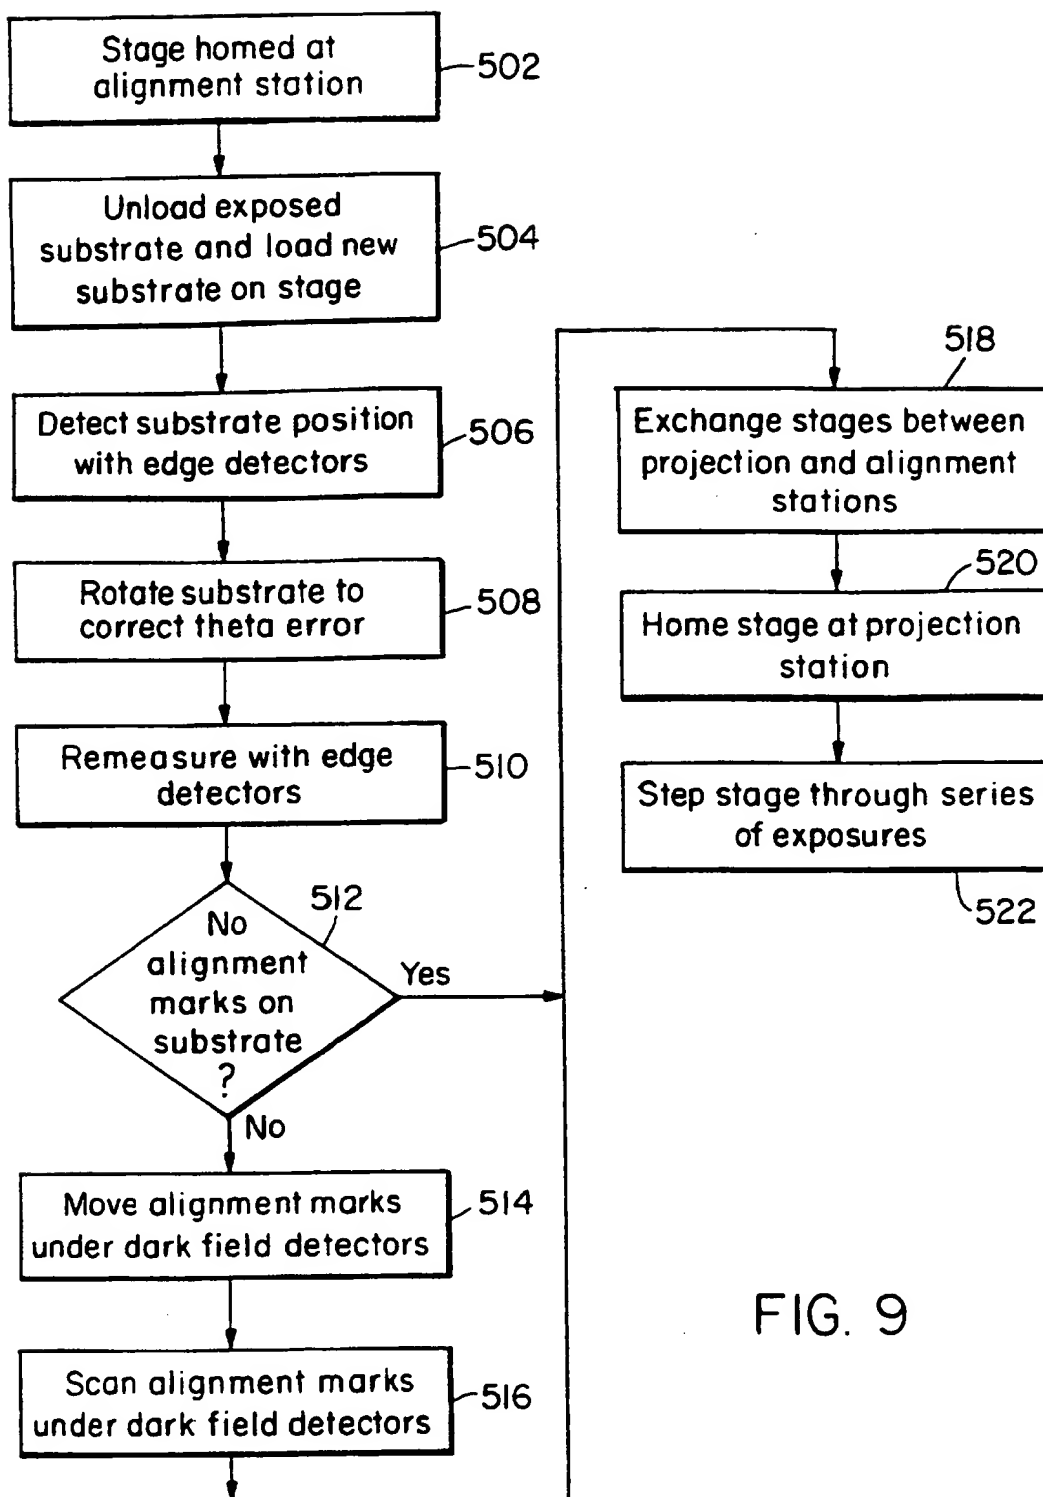 Stage homed at
alignment station
502
Unload exposed
substrate and load new
substrate on stage
504
Detect substrate position
with edge detectors
506
Rotate substrate to
correct theta error
508
Remeasure with edge
detectors
510
No
alignment
marks on
substrate
?
512
Yes
No
Move alignment marks
under dark field detectors
514
Scan alignment marks
under dark field detectors
516
518
Exchange stages between
projection and alignment
stations
520
Home stage at projection
station
Step stage through series
of exposures
522
FIG. 9